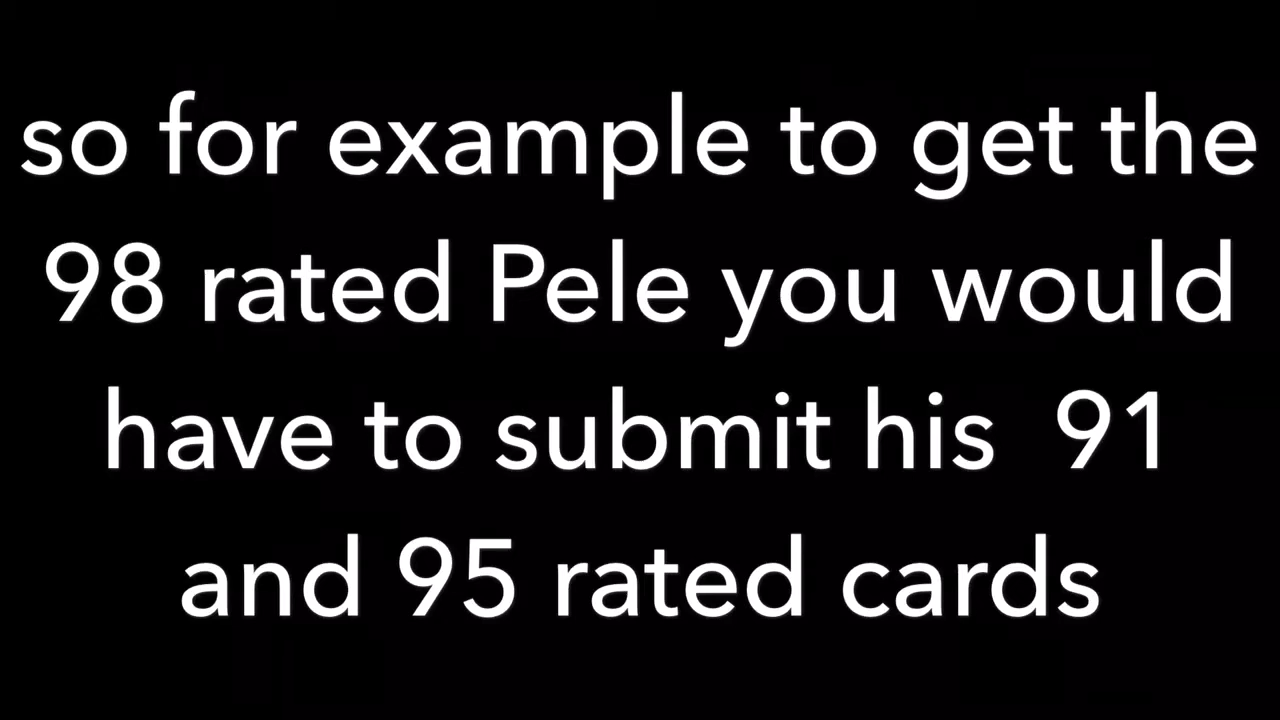 so for example to get the
98 rated Pele you would
have to submit his  91
and 95 rated cards